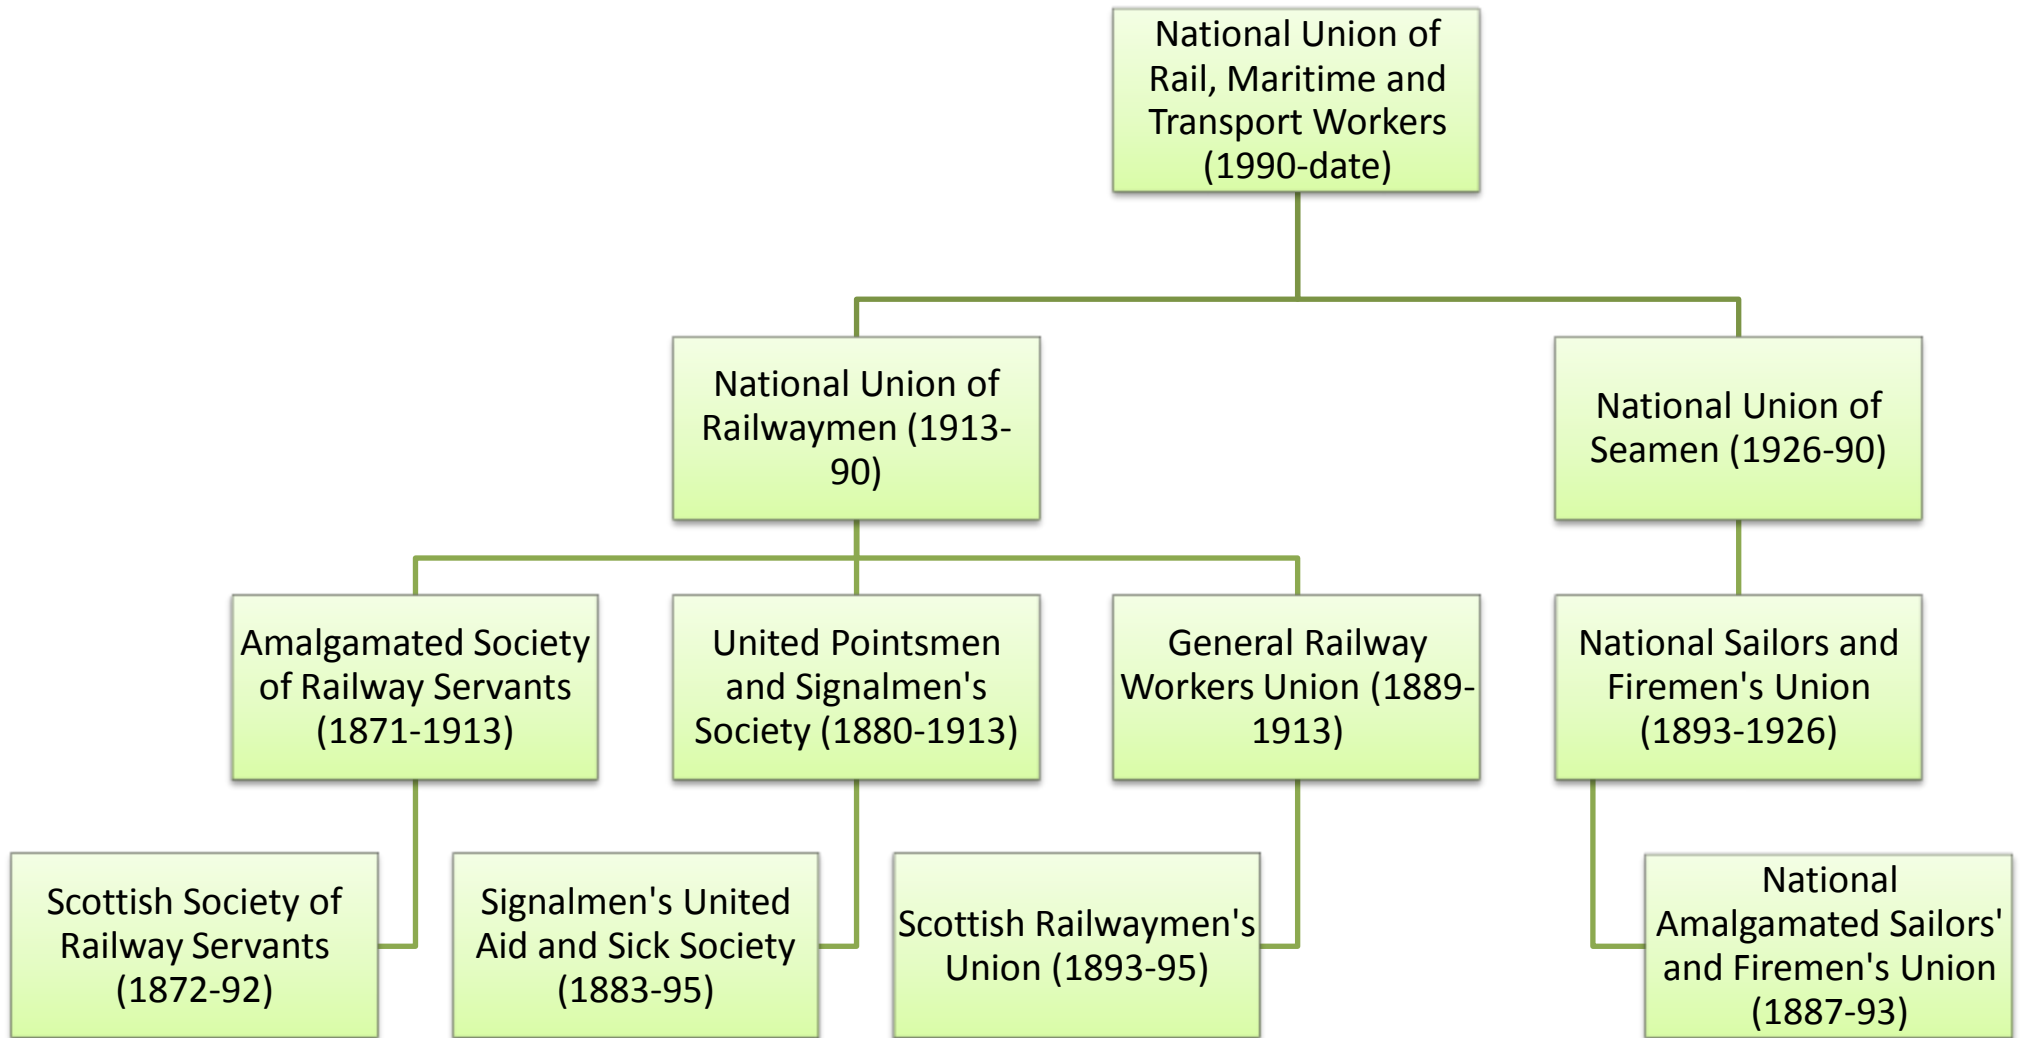 National Union of
Rail, Maritime and
Transport Workers
(1990-date)
National Union of
Railwaymen (1913-
90)
National Union of
Seamen (1926-90)
Amalgamated Society
of Railway Servants
(1871-1913)
United Pointsmen
and Signalmen's
Society (1880-1913)
General Railway
Workers Union (1889-
1913)
National Sailors and
Firemen's Union
(1893-1926)
Scottish Society of
Railway Servants
(1872-92)
Signalmen's United
Aid and Sick Society
(1883-95)
Scottish Railwaymen's
Union (1893-95)
National
Amalgamated Sailors'
and Firemen's Union
(1887-93)